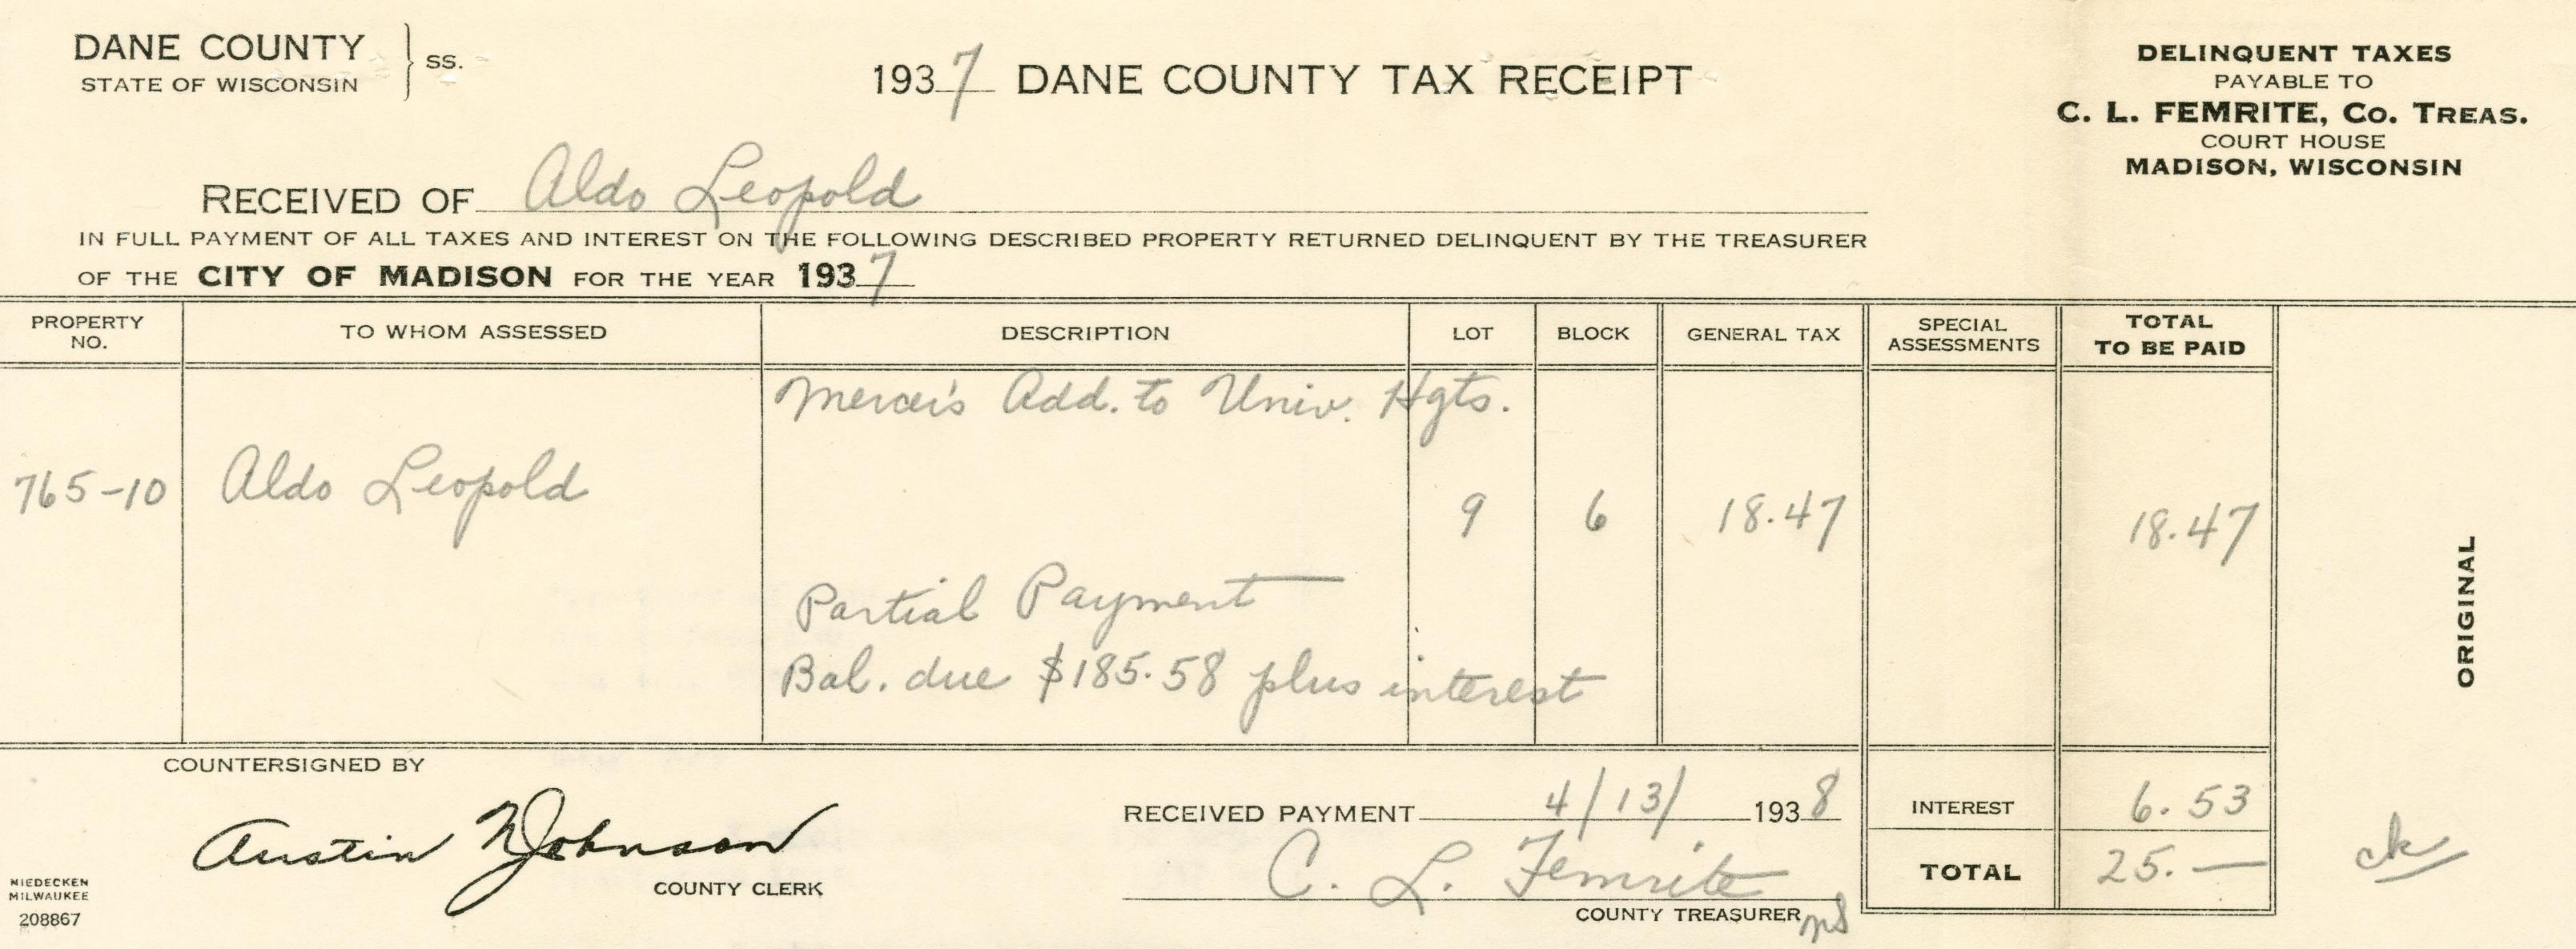 DANE COUNTY
STATE OF WISCONSIN
SS.
1937 DANE COUNTY TAX RECEIPT
DELINQUENT TAXES
PAYABLE TO
C. L. FEMRITE, CO. TREAS.
COURT HOUSE
MADISON, WISCONSIN
RECEIVED OF Aldo Leopold
IN FULL PAYMENT OF ALL TAXES AND INTEREST ON THE FOLLOWING DESCRIBED PROPERTY RETURNED DELINQUENT BY THE TREASURER
OF THE CITY OF MADISON FOR THE YEAR 1937
PROPERTY NO. TO WHOM ASSESSED DESCRIPTION LOT BLOCK GENERAL TAX SPECIAL ASSESSMENTS TOTAL TO BE PAID
Add. to Univ. Hgts.
765-10 Aldo Leopold 9 6 18.47 18.47
Partial Payment
Bal. due $185.58 plus interest
ORIGINAL
COUNTERSIGNED BY
Austin N Johnson
COUNTY CLERK
RECEIVED PAYMENT 4/13/ 1938
C. L. Femrite
COUNTY TREASURER
INTEREST 6.53
TOTAL 25.—
ck
NIEDECKEN
MILWAUKEE
208867